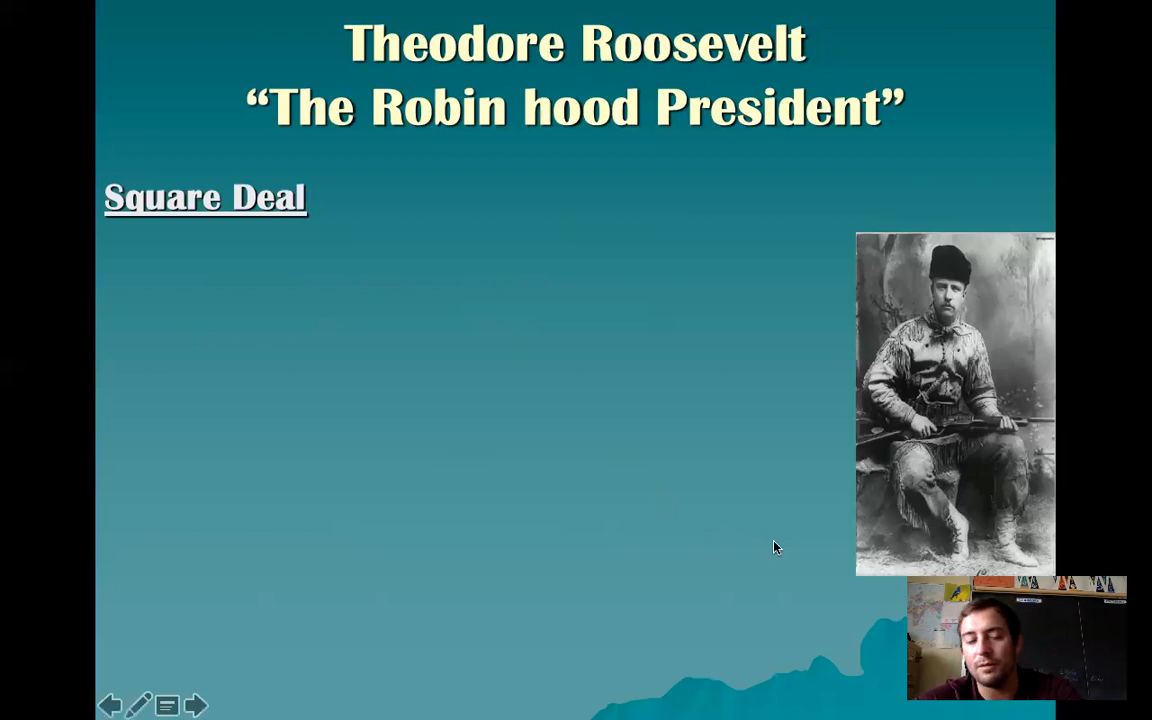 Theodore Roosevelt
“The Robin hood President”
Square Deal